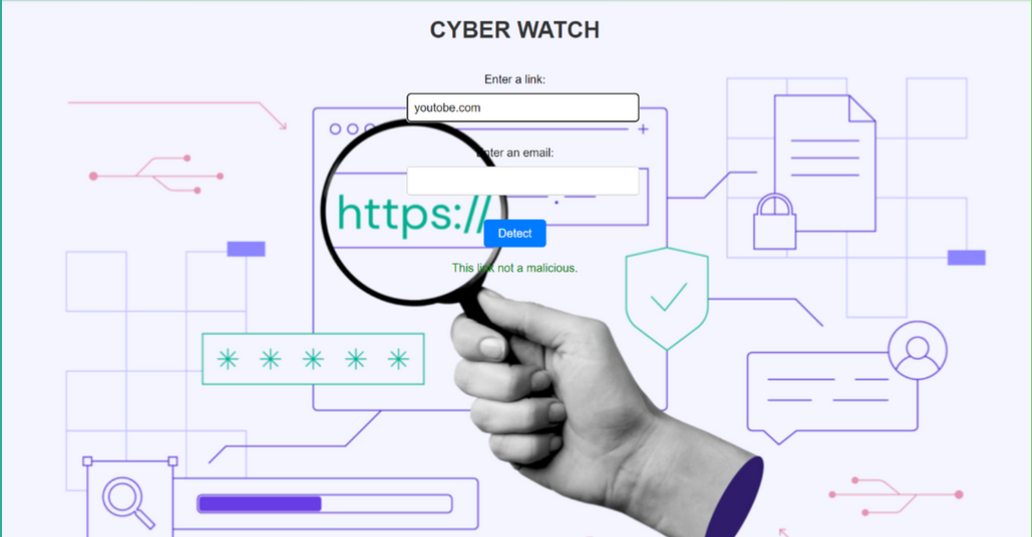 CYBER WATCH
Enter a link:
youtobe.com
Enter an email:
https://
Detect
This link not a malicious.